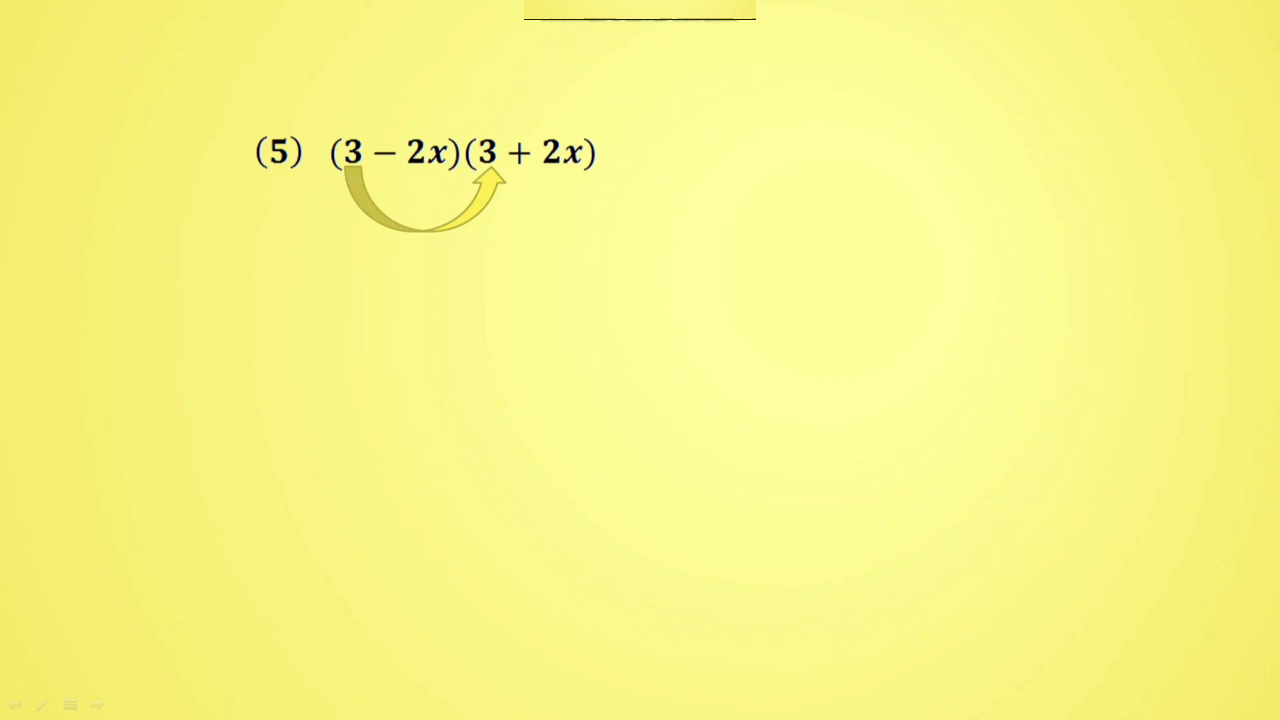 (5) (3 − 2x)(3 + 2x)